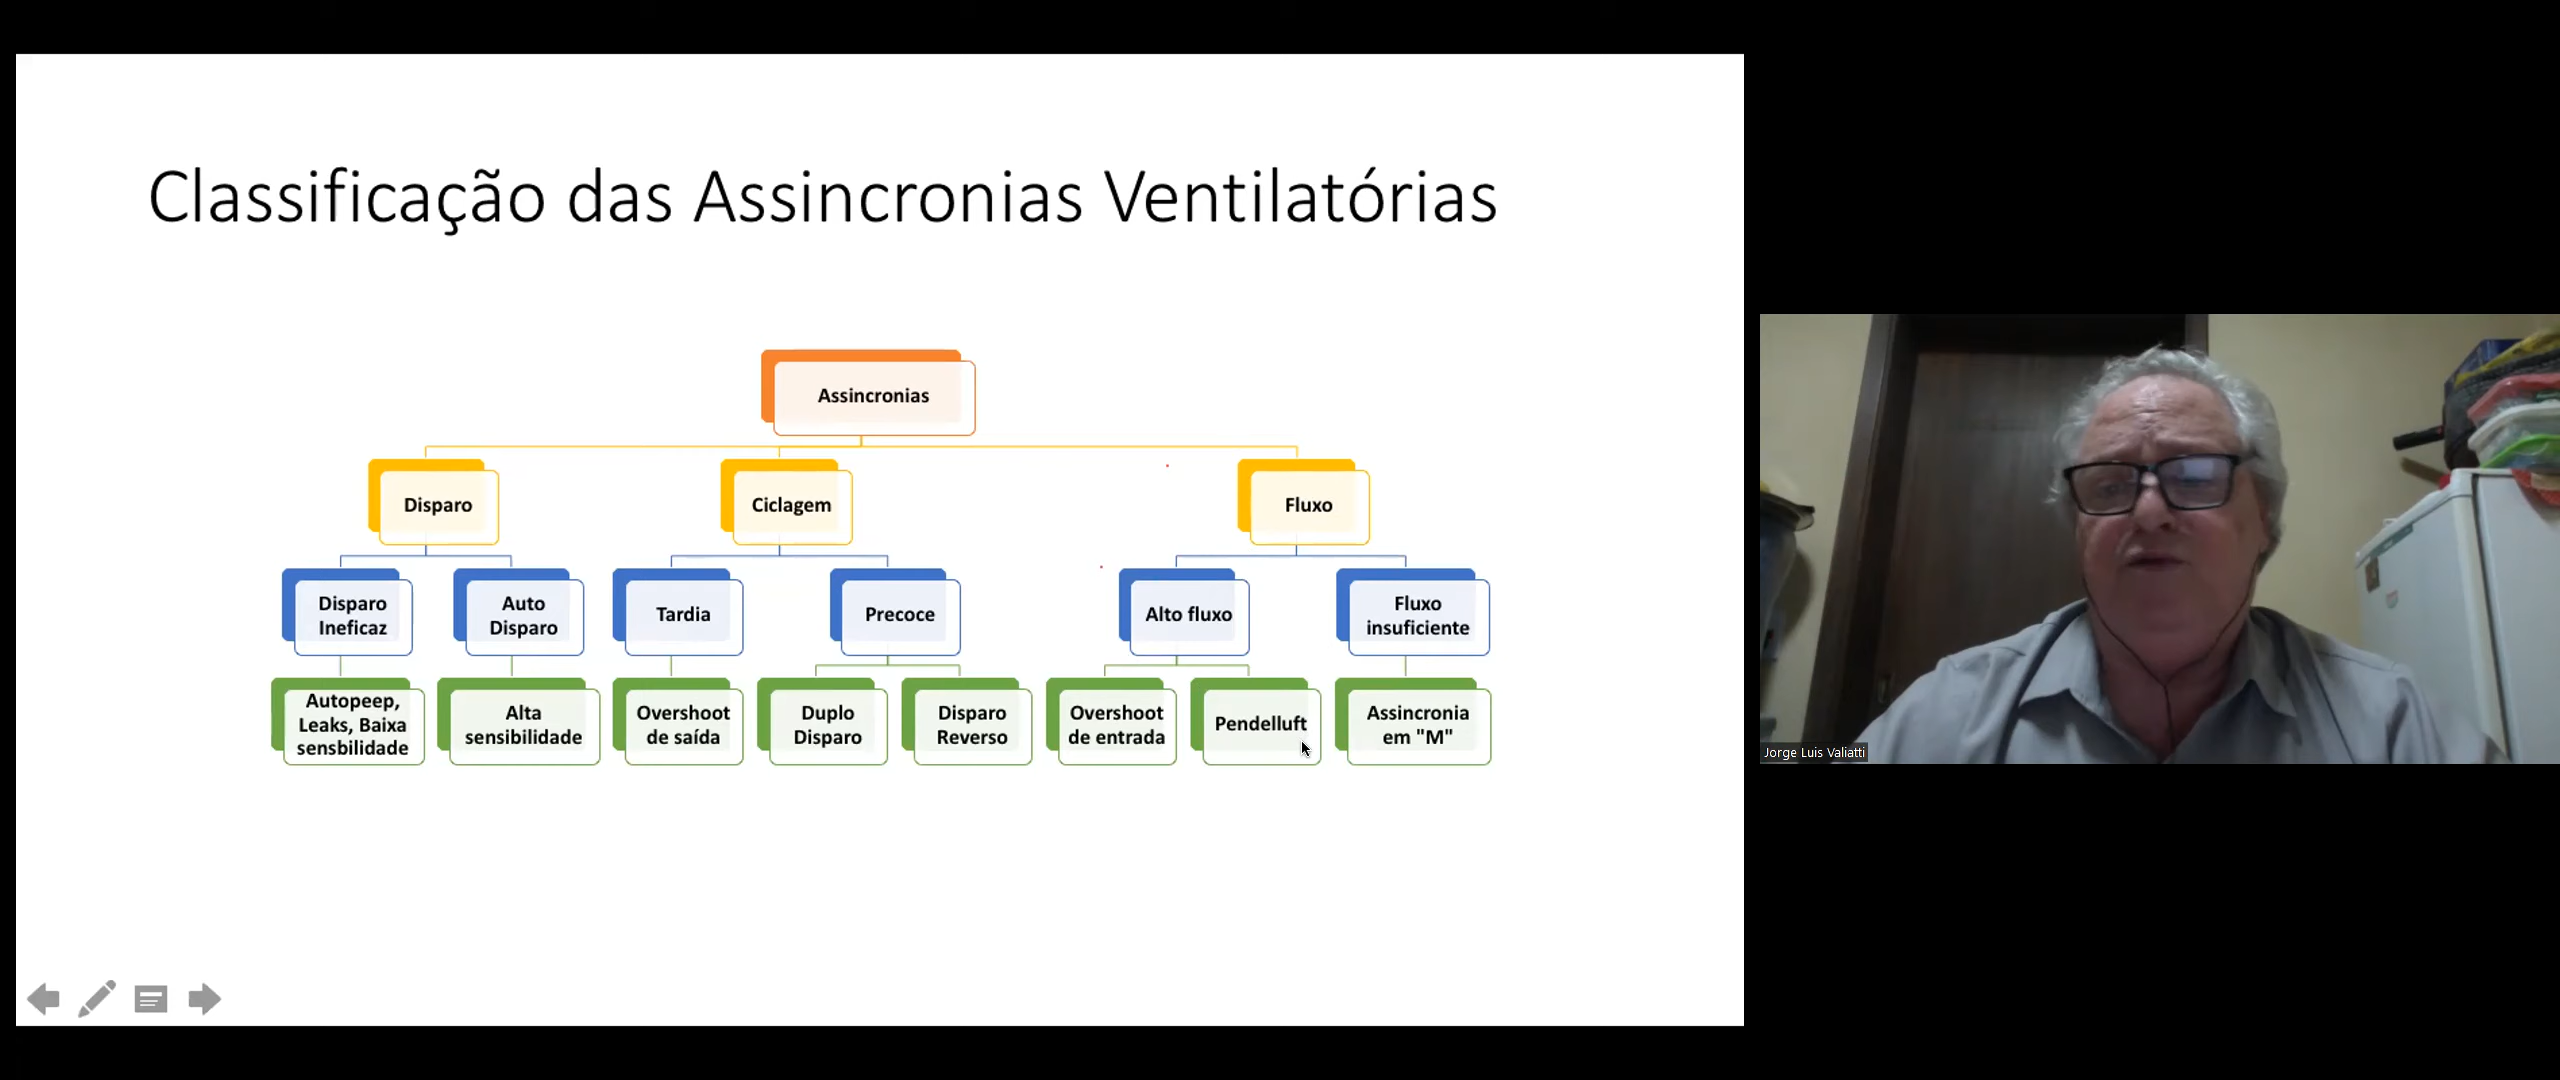 Classificação das Assincronias Ventilatórias
Assincronias
Disparo
Ciclagem
Fluxo
Disparo
Ineficaz
Auto
Disparo
Tardia
Precoce
Alto fluxo
Fluxo
insuficiente
Autopeep,
Leaks, Baixa
sensbilidade
Alta
sensibilidade
Overshoot
de saída
Duplo
Disparo
Disparo
Reverso
Overshoot
de entrada
Pendelluft
Assincronia
em "M"
Jorge Luis Valiatti